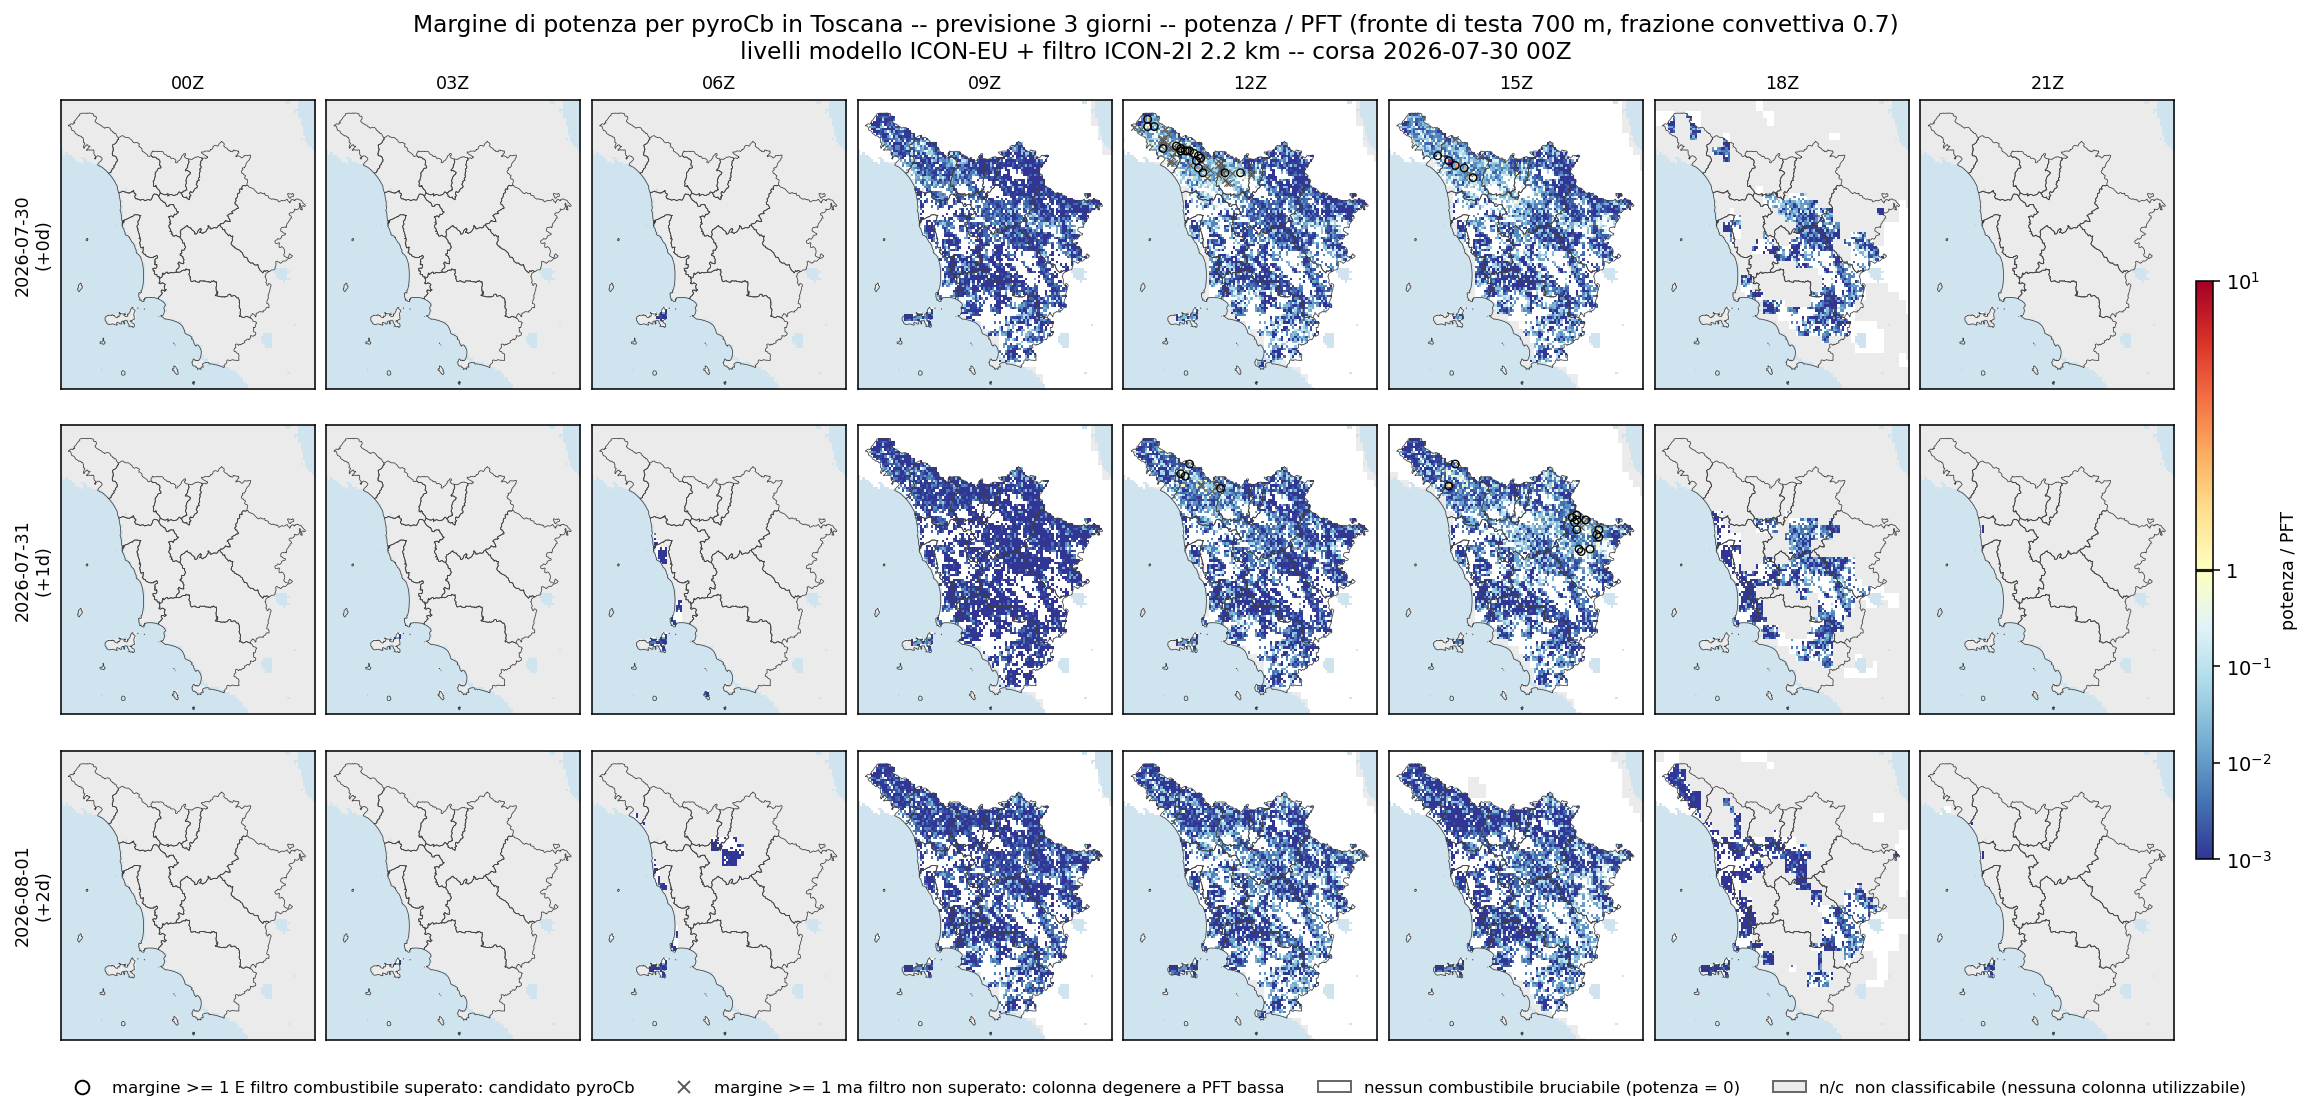 Margine di potenza per pyroCb in Toscana -- previsione 3 giorni -- potenza / PFT (fronte di testa 700 m, frazione convettiva 0.7)
livelli modello ICON-EU + filtro ICON-2I 2.2 km -- corsa 2026-07-30 00Z
00Z 03Z 06Z 09Z 12Z 15Z 18Z 21Z
2026-07-30
(+0d)
2026-07-31
(+1d)
2026-08-01
(+2d)
10¹
1
10⁻¹
10⁻²
10⁻³
potenza / PFT
margine >= 1 E filtro combustibile superato: candidato pyroCb
margine >= 1 ma filtro non superato: colonna degenere a PFT bassa
nessun combustibile bruciabile (potenza = 0)
n/c  non classificabile (nessuna colonna utilizzabile)